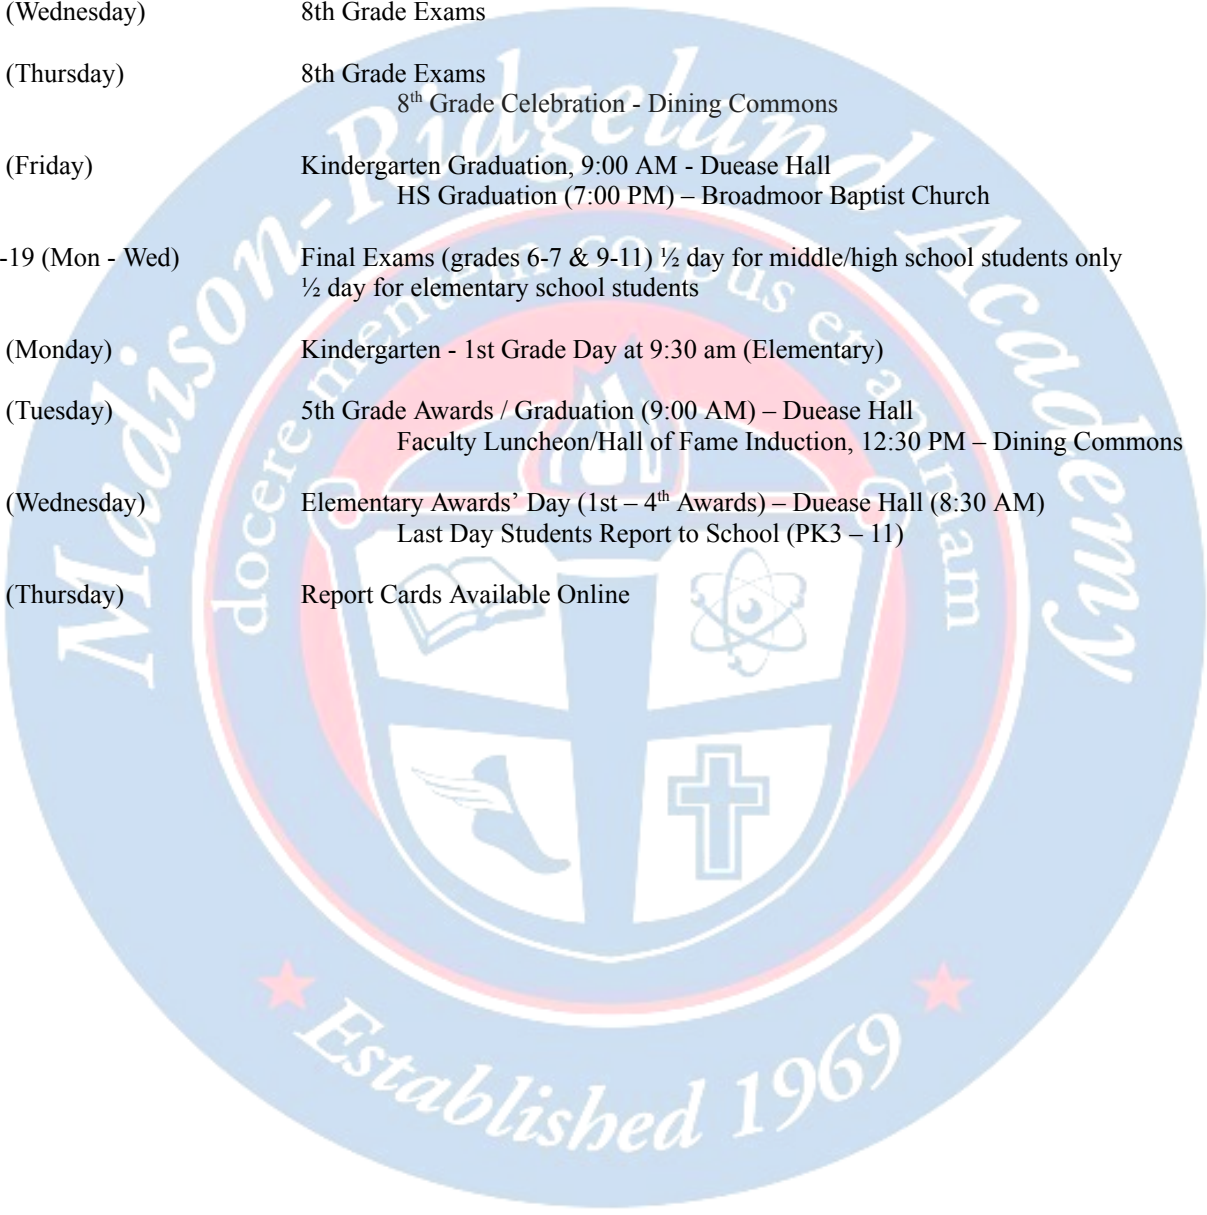 (Wednesday) 8th Grade Exams
(Thursday) 8th Grade Exams
8th Grade Celebration - Dining Commons
(Friday) Kindergarten Graduation, 9:00 AM - Duease Hall
HS Graduation (7:00 PM) – Broadmoor Baptist Church
-19 (Mon - Wed) Final Exams (grades 6-7 & 9-11) ½ day for middle/high school students only
½ day for elementary school students
(Monday) Kindergarten - 1st Grade Day at 9:30 am (Elementary)
(Tuesday) 5th Grade Awards / Graduation (9:00 AM) – Duease Hall
Faculty Luncheon/Hall of Fame Induction, 12:30 PM – Dining Commons
(Wednesday) Elementary Awards’ Day (1st – 4th Awards) – Duease Hall (8:30 AM)
Last Day Students Report to School (PK3 – 11)
(Thursday) Report Cards Available Online
Madison-Ridgeland Academy
docere mentem corpus et animam
Established 1969